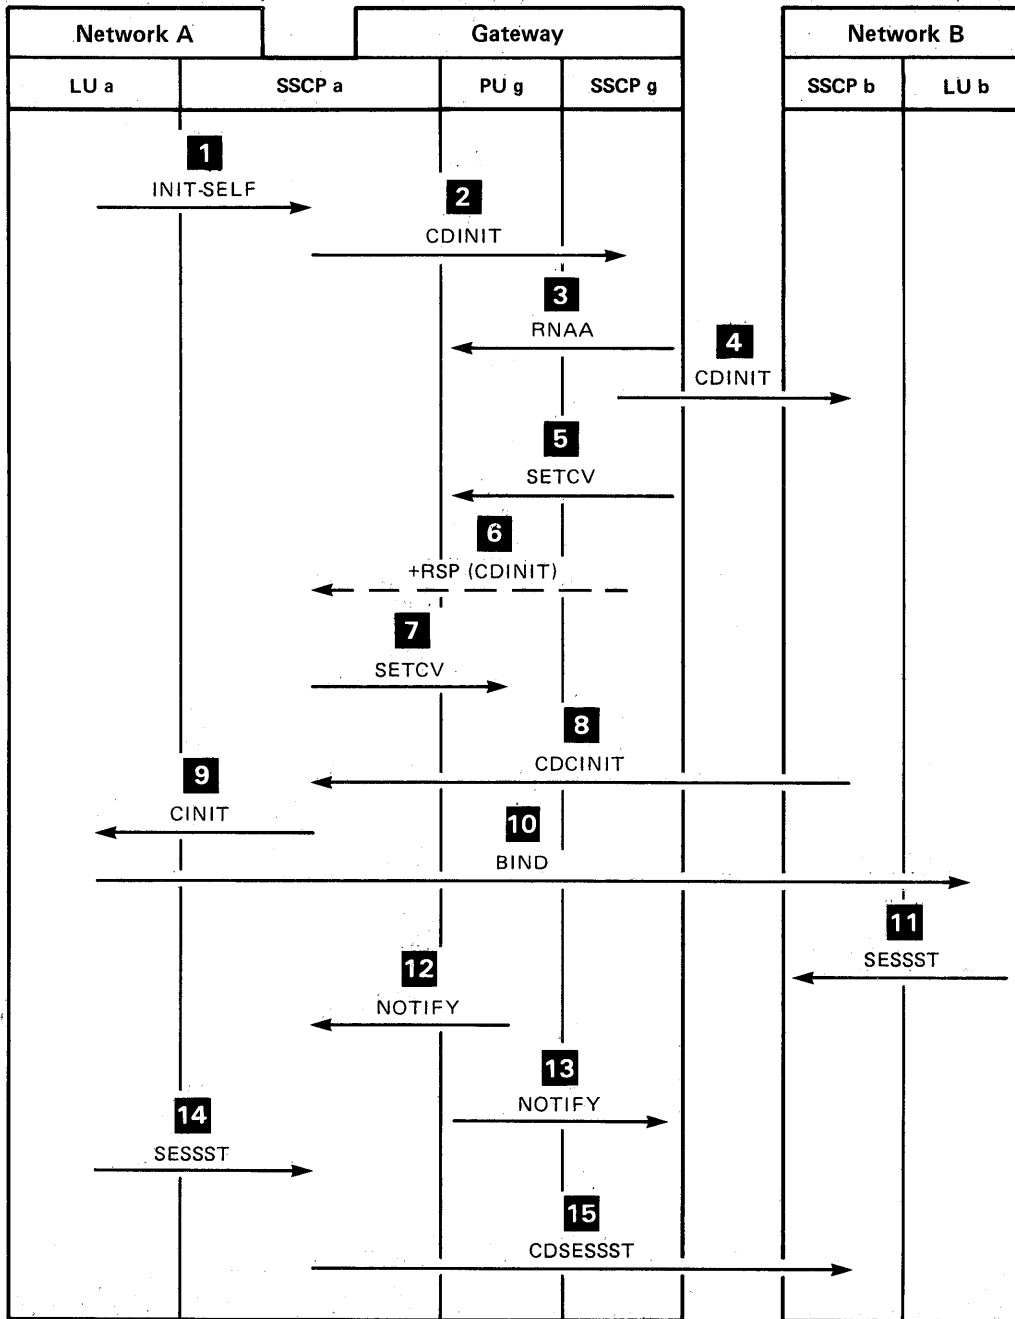 Network A Gateway Network B
LU a SSCP a PU g SSCP g SSCP b LU b
1
INIT-SELF
2
CDINIT
3
RNAA
4
CDINIT
5
SETCV
6
+RSP (CDINIT)
7
SETCV
8
CDCINIT
9
CINIT
10
BIND
11
SESSST
12
NOTIFY
13
NOTIFY
14
SESSST
15
CDSESSST